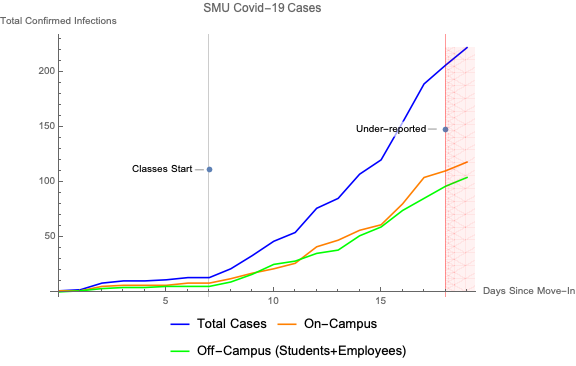 SMU Covid−19 Cases
Total Confirmed Infections
200
150
Under−reported
Classes Start
100
50
5
10
15
Days Since Move−In
Total Cases
On−Campus
Off−Campus (Students+Employees)